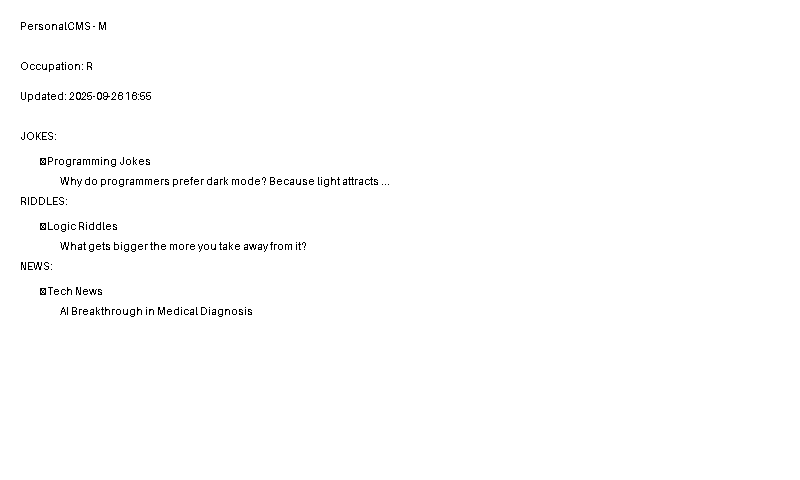 PersonalCMS - M
Occupation: R
Updated: 2025-09-26 16:55
JOKES:
Programming Jokes
Why do programmers prefer dark mode? Because light attracts ...
RIDDLES:
Logic Riddles
What gets bigger the more you take away from it?
NEWS:
Tech News
AI Breakthrough in Medical Diagnosis